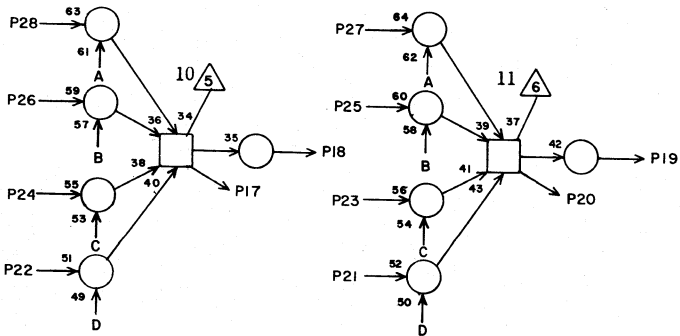 P28 63
61
A
P26 59
57
B
P24 55
53
C
P22 51
49
D
10 5
36 34
38
40
35
P18
P17
P27 64
62
A
P25 60
58
B
P23 56
54
C
P21 52
50
D
11 6
39 37
41
43
42
P19
P20